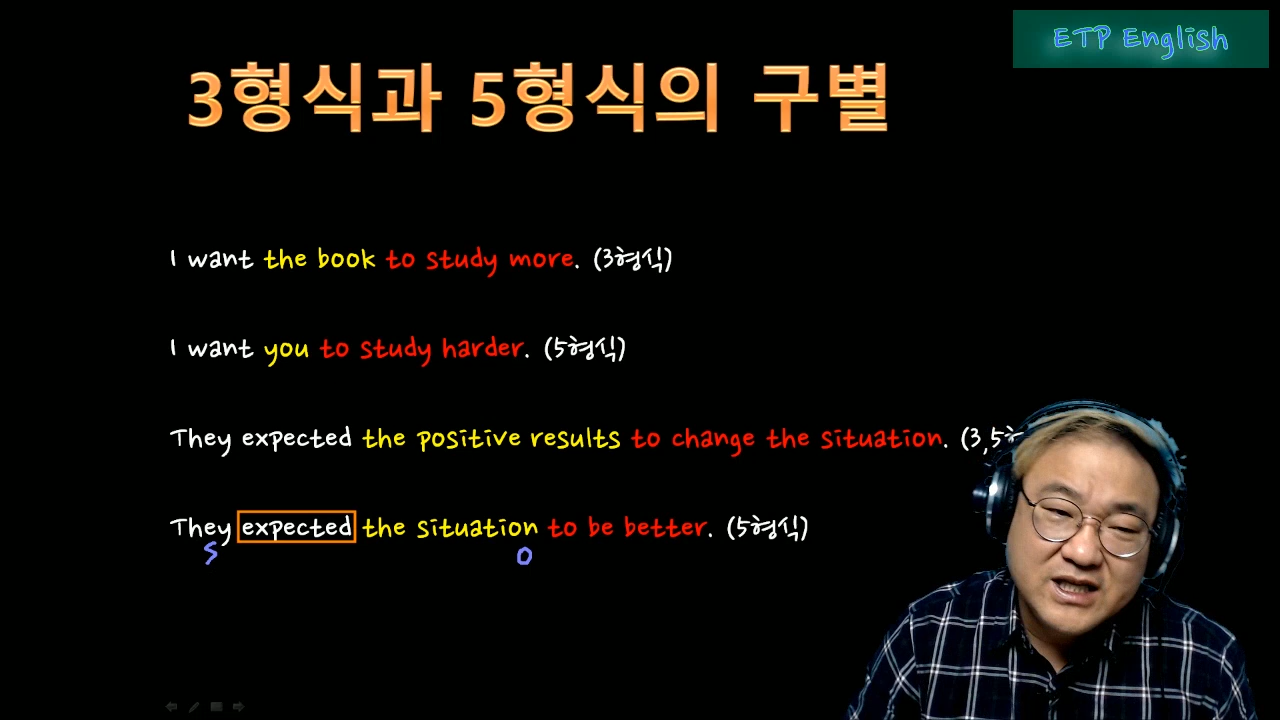 ETP English
3형식과 5형식의 구별
I want the book to study more. (3형식)
I want you to study harder. (5형식)
They expected the positive results to change the situation. (3,5
They expected the situation to be better. (5형식)
S O